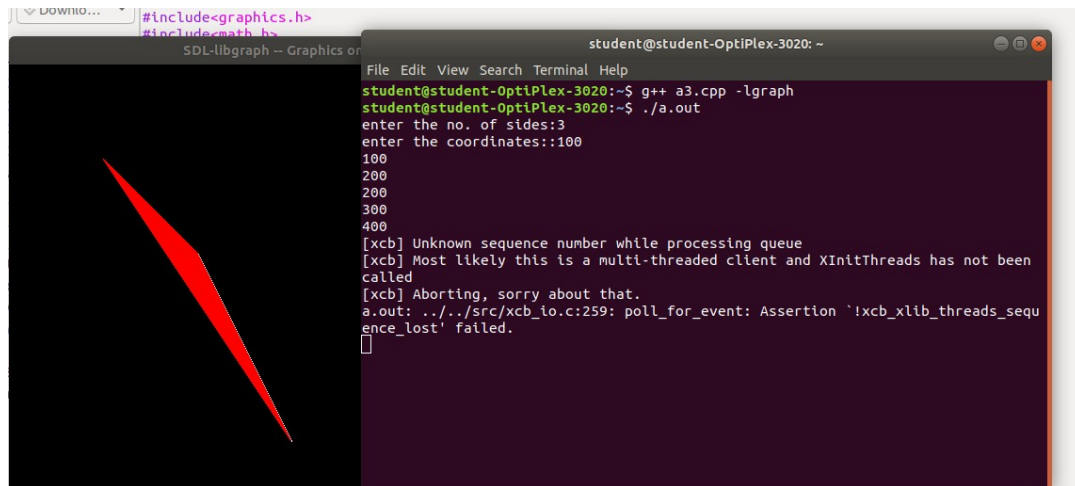 Downlo...
#include<graphics.h>
#include<math.h>
SDL-libgraph -- Graphics on
student@student-OptiPlex-3020: ~
File Edit View Search Terminal Help
student@student-OptiPlex-3020:~$ g++ a3.cpp -lgraph
student@student-OptiPlex-3020:~$ ./a.out
enter the no. of sides:3
enter the coordinates::100
100
200
200
300
400
[xcb] Unknown sequence number while processing queue
[xcb] Most likely this is a multi-threaded client and XInitThreads has not been
called
[xcb] Aborting, sorry about that.
a.out: ../../src/xcb_io.c:259: poll_for_event: Assertion `!xcb_xlib_threads_sequ
ence_lost' failed.